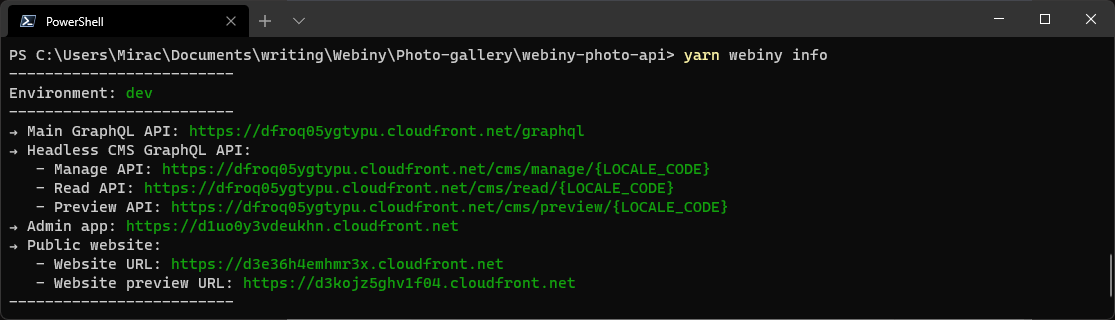 PowerShell
PS C:\Users\Mirac\Documents\writing\Webiny\Photo-gallery\webiny-photo-api> yarn webiny info
-------------------------
Environment: dev
-------------------------
➜ Main GraphQL API: https://dfroq05ygtypu.cloudfront.net/graphql
➜ Headless CMS GraphQL API:
   - Manage API: https://dfroq05ygtypu.cloudfront.net/cms/manage/{LOCALE_CODE}
   - Read API: https://dfroq05ygtypu.cloudfront.net/cms/read/{LOCALE_CODE}
   - Preview API: https://dfroq05ygtypu.cloudfront.net/cms/preview/{LOCALE_CODE}
➜ Admin app: https://d1uo0y3vdeukhn.cloudfront.net
➜ Public website:
   - Website URL: https://d3e36h4emhmr3x.cloudfront.net
   - Website preview URL: https://d3kojz5ghv1f04.cloudfront.net
-------------------------